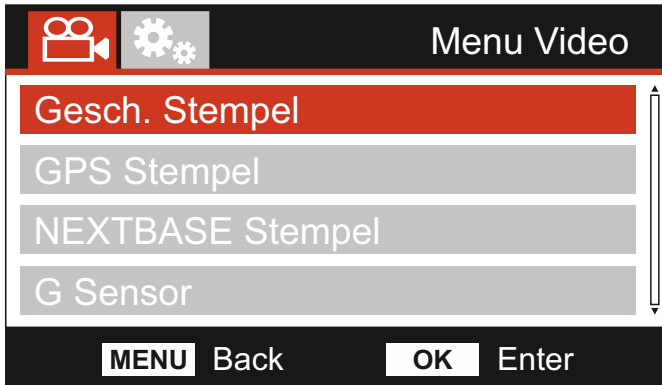 Menu Video
Gesch. Stempel
GPS Stempel
NEXTBASE Stempel
G Sensor
MENU Back OK Enter